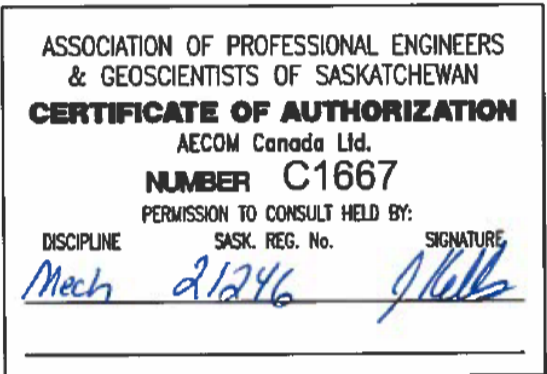 ASSOCIATION OF PROFESSIONAL ENGINEERS
& GEOSCIENTISTS OF SASKATCHEWAN
CERTIFICATE OF AUTHORIZATION
AECOM Canada Ltd.
NUMBER C1667
PERMISSION TO CONSULT HELD BY:
DISCIPLINE SASK. REG. No. SIGNATURE
Mech 21246